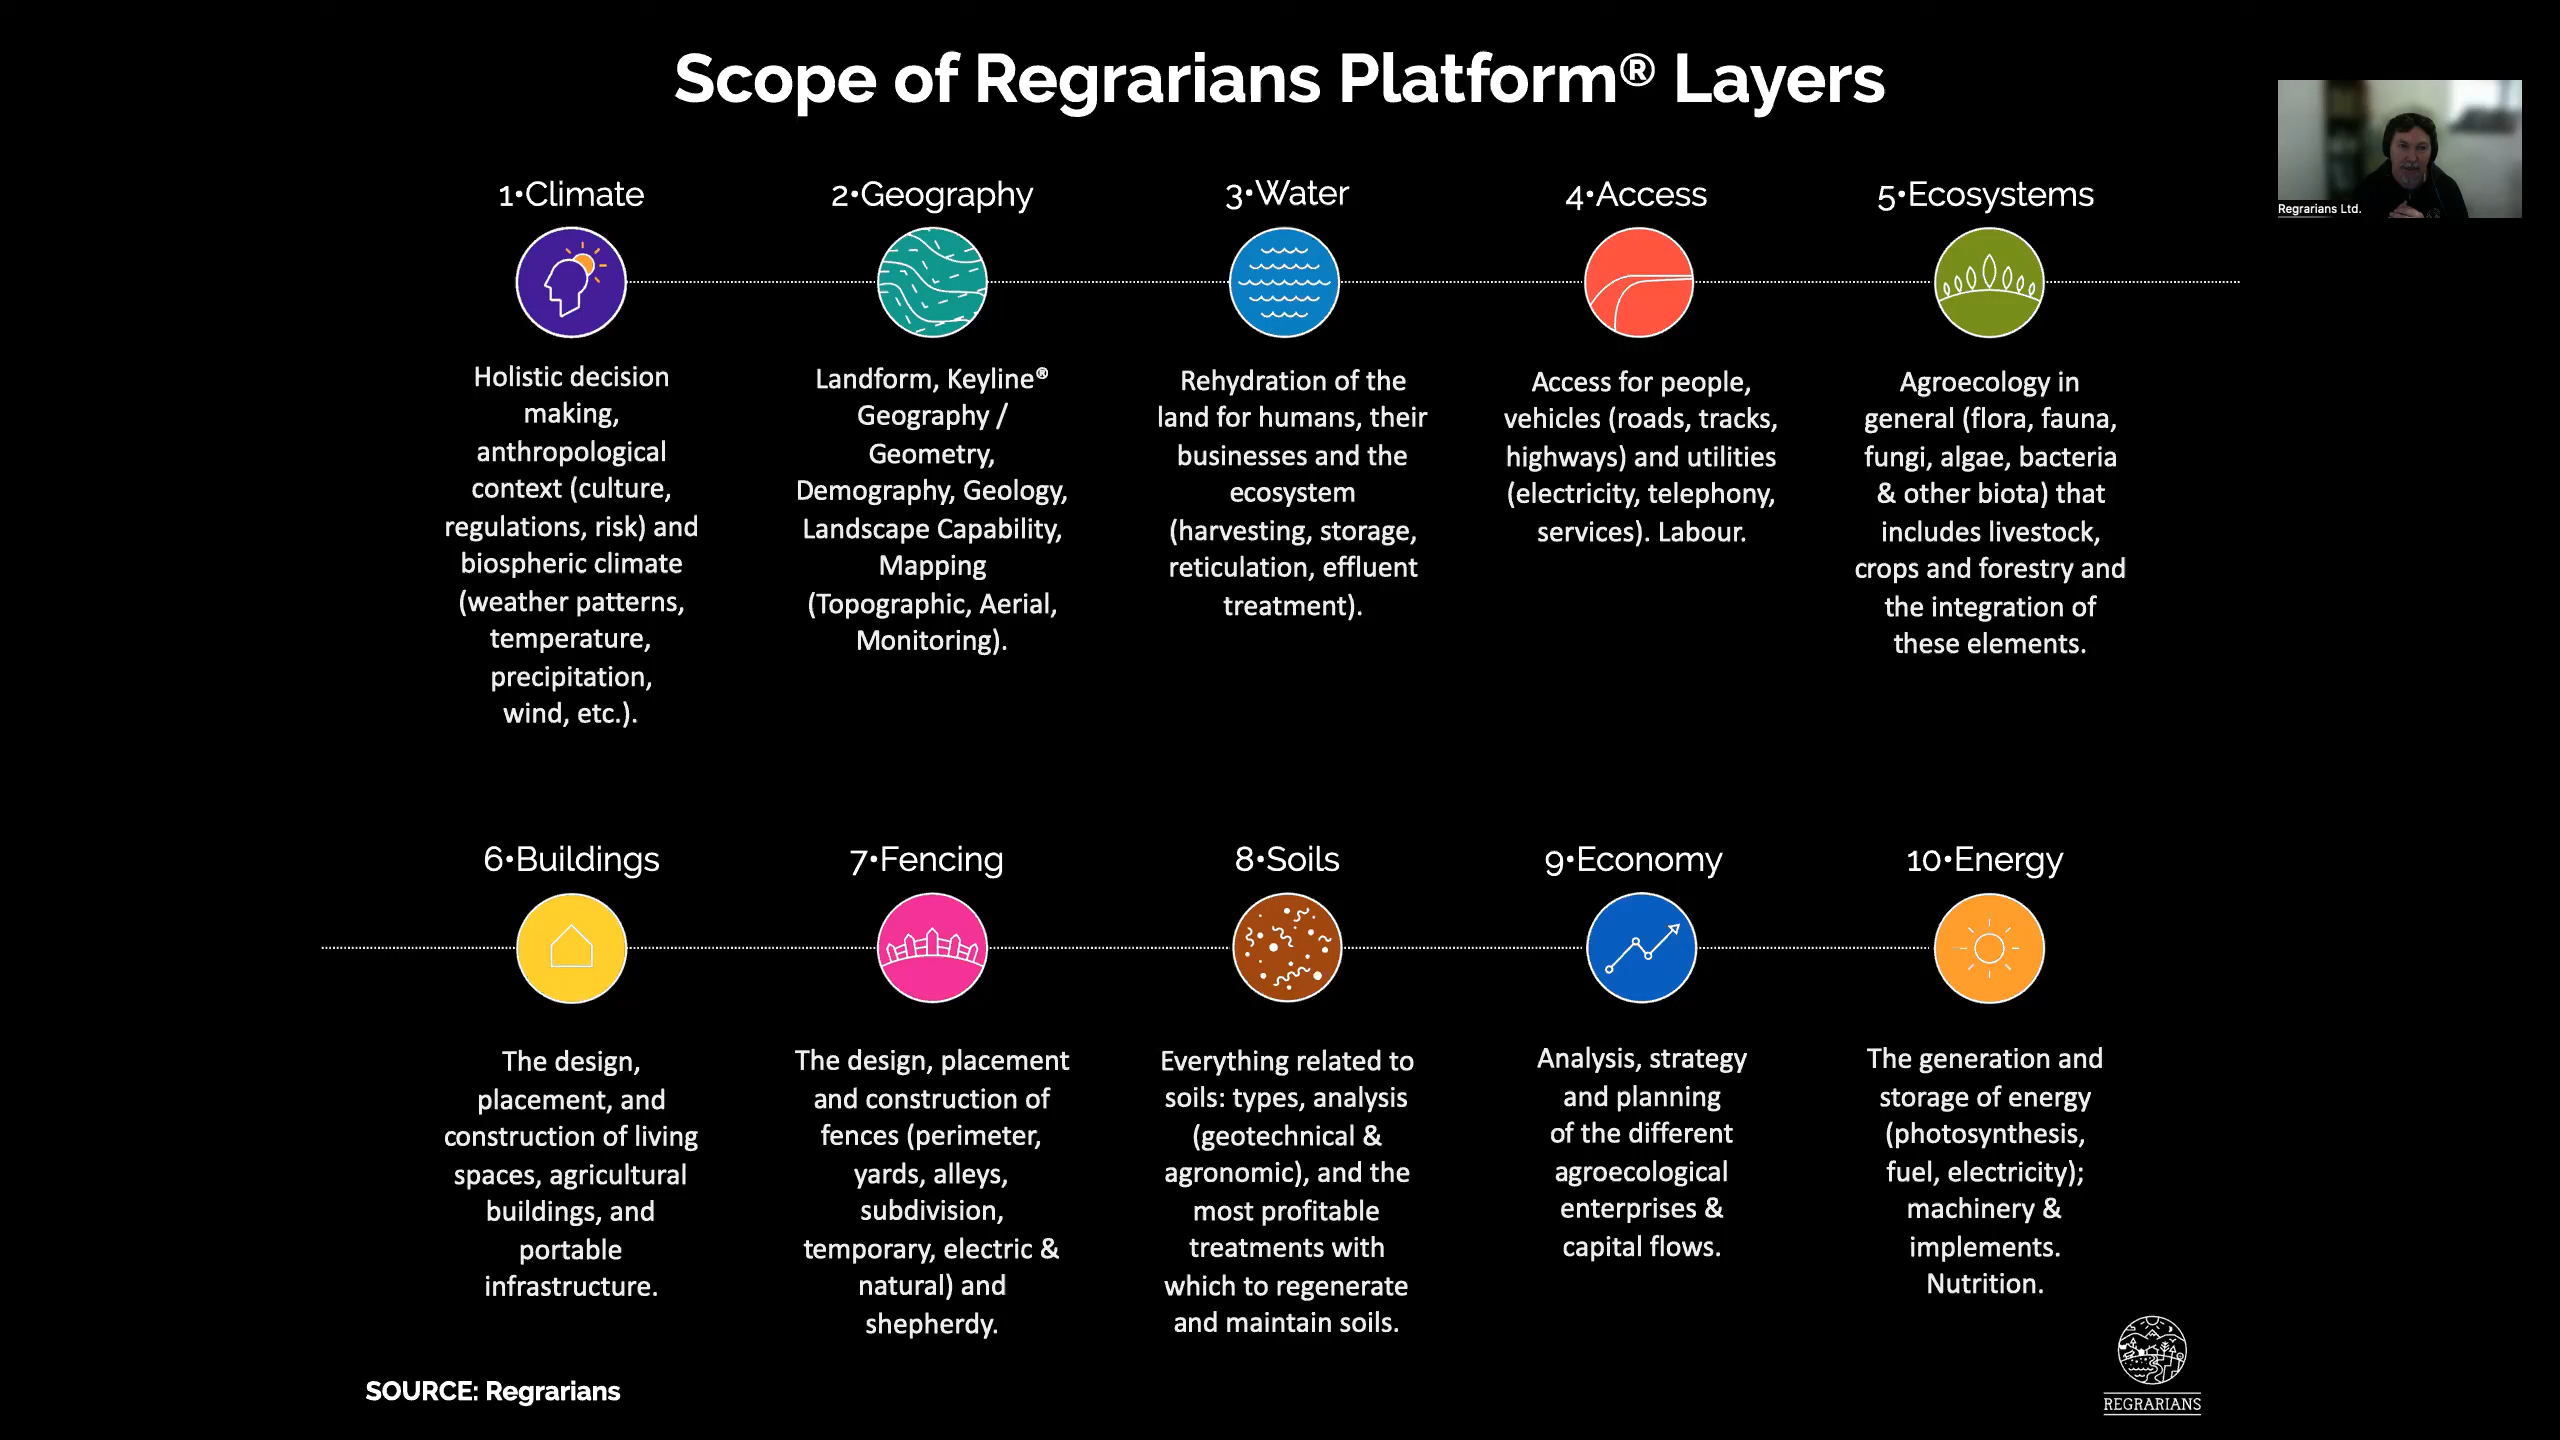 Scope of Regrarians Platform® Layers
Regrarians Ltd.
1•Climate
Holistic decision
making,
anthropological
context (culture,
regulations, risk) and
biospheric climate
(weather patterns,
temperature,
precipitation,
wind, etc.).
2•Geography
Landform, Keyline®
Geography /
Geometry,
Demography, Geology,
Landscape Capability,
Mapping
(Topographic, Aerial,
Monitoring).
3•Water
Rehydration of the
land for humans, their
businesses and the
ecosystem
(harvesting, storage,
reticulation, effluent
treatment).
4•Access
Access for people,
vehicles (roads, tracks,
highways) and utilities
(electricity, telephony,
services). Labour.
5•Ecosystems
Agroecology in
general (flora, fauna,
fungi, algae, bacteria
& other biota) that
includes livestock,
crops and forestry and
the integration of
these elements.
6•Buildings
The design,
placement, and
construction of living
spaces, agricultural
buildings, and
portable
infrastructure.
7•Fencing
The design, placement
and construction of
fences (perimeter,
yards, alleys,
subdivision,
temporary, electric &
natural) and
shepherdy.
8•Soils
Everything related to
soils: types, analysis
(geotechnical &
agronomic), and the
most profitable
treatments with
which to regenerate
and maintain soils.
9•Economy
Analysis, strategy
and planning
of the different
agroecological
enterprises &
capital flows.
10•Energy
The generation and
storage of energy
(photosynthesis,
fuel, electricity);
machinery &
implements.
Nutrition.
SOURCE: Regrarians
REGRARIANS